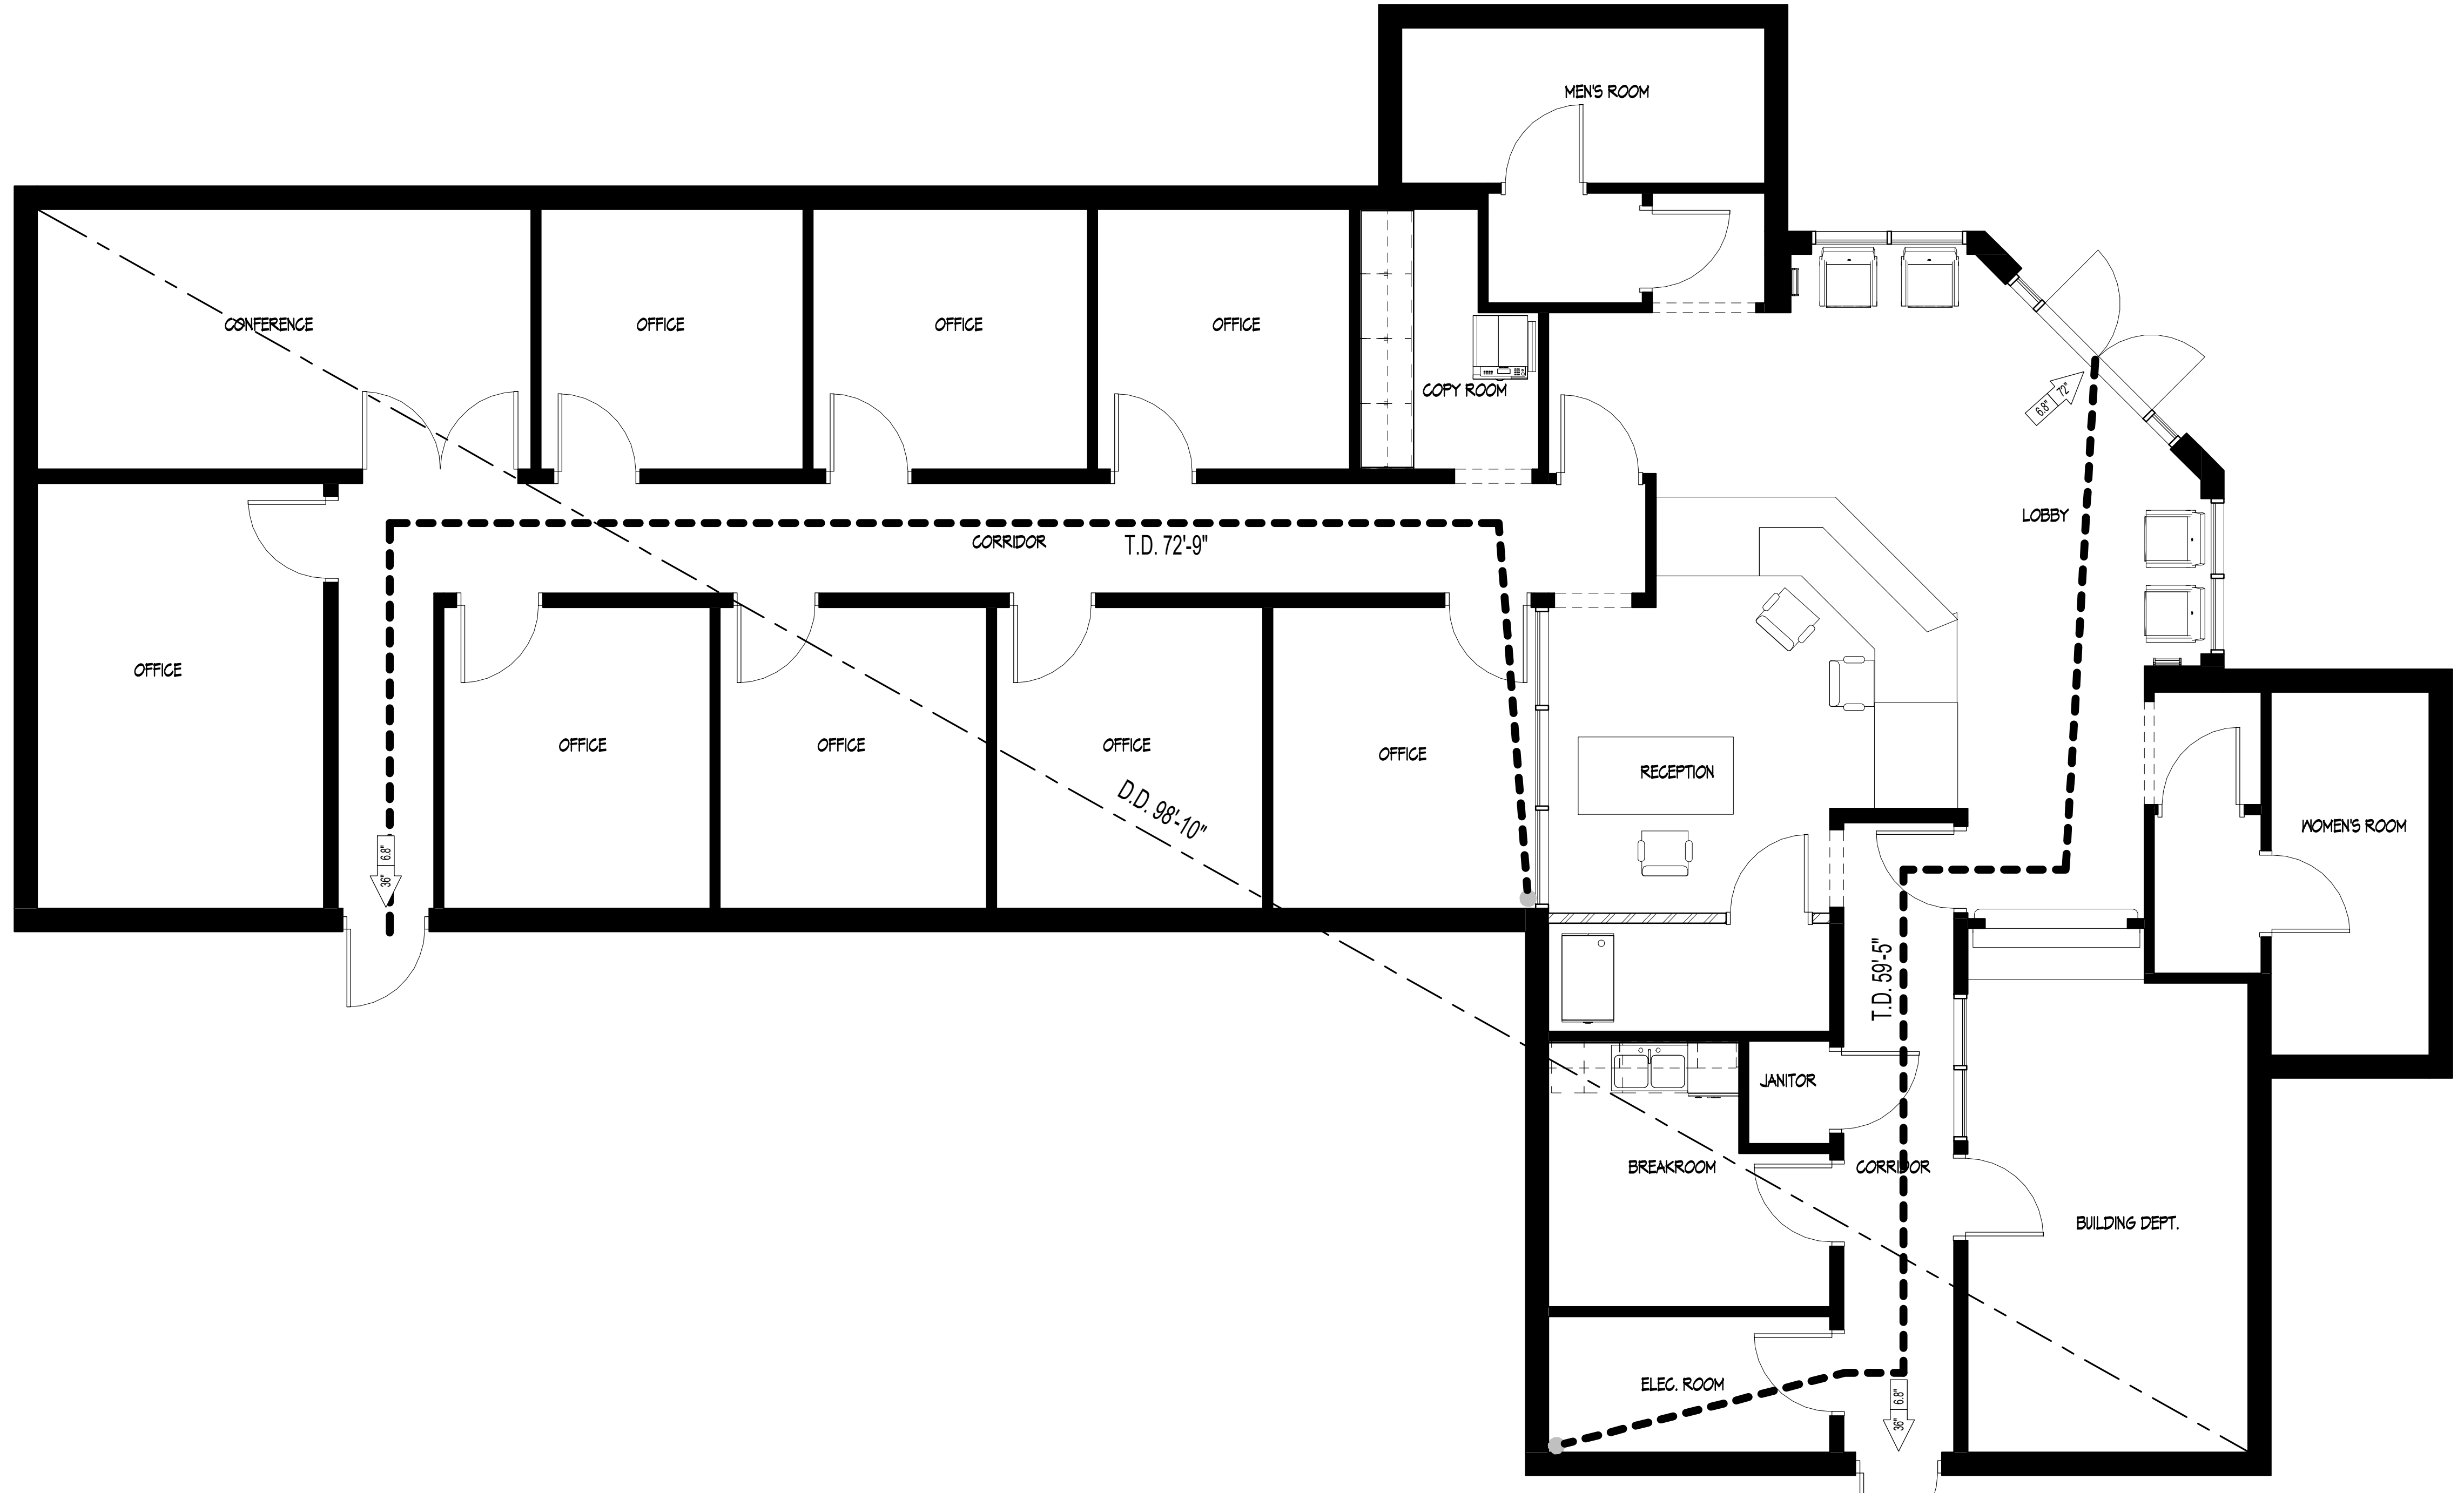 MEN'S ROOM
CONFERENCE
OFFICE
OFFICE
OFFICE
COPY ROOM
6.8" 72"
LOBBY
CORRIDOR
T.D. 72'-9"
OFFICE
OFFICE
OFFICE
OFFICE
OFFICE
RECEPTION
D.D. 98'-10"
WOMEN'S ROOM
36" 6.8"
T.D. 59'-5"
JANITOR
BREAKROOM
CORRIDOR
BUILDING DEPT.
ELEC. ROOM
36" 6.8"